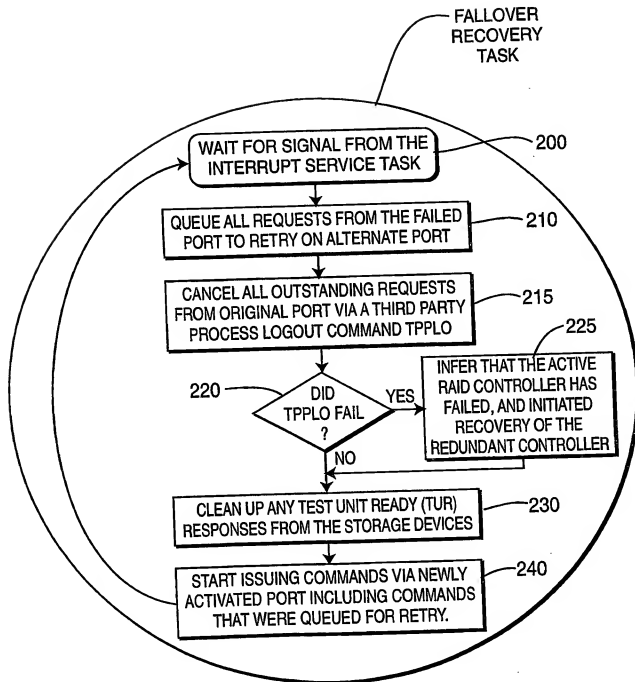 FALLOVER
RECOVERY
TASK
WAIT FOR SIGNAL FROM THE
INTERRUPT SERVICE TASK
200
QUEUE ALL REQUESTS FROM THE FAILED
PORT TO RETRY ON ALTERNATE PORT
210
CANCEL ALL OUTSTANDING REQUESTS
FROM ORIGINAL PORT VIA A THIRD PARTY
PROCESS LOGOUT COMMAND TPPLO
215
220
DID
TPPLO FAIL
?
YES
225
INFER THAT THE ACTIVE
RAID CONTROLLER HAS
FAILED, AND INITIATED
RECOVERY OF THE
REDUNDANT CONTROLLER
NO
CLEAN UP ANY TEST UNIT READY (TUR)
RESPONSES FROM THE STORAGE DEVICES
230
START ISSUING COMMANDS VIA NEWLY
ACTIVATED PORT INCLUDING COMMANDS
THAT WERE QUEUED FOR RETRY.
240